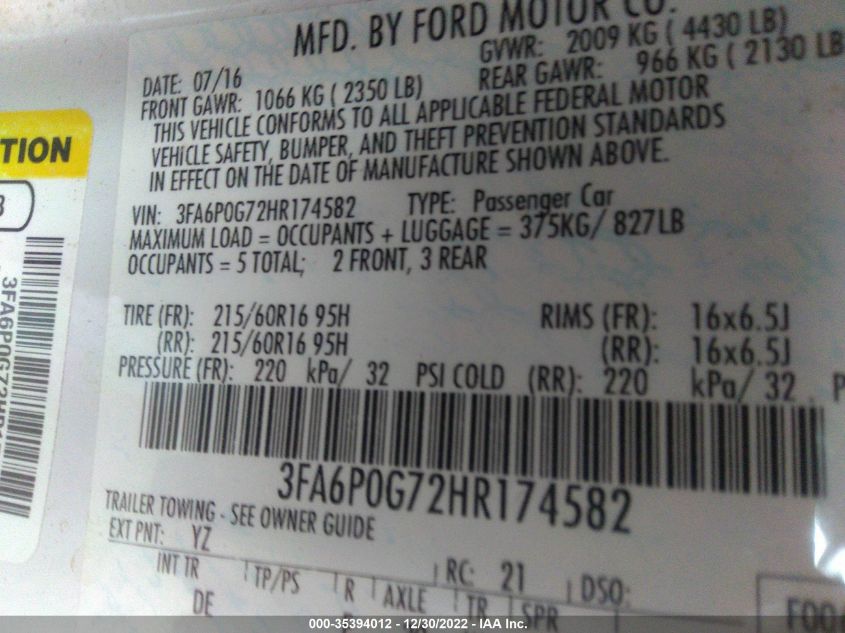 MFD. BY FORD MOTOR CO.
DATE: 07/16 GVWR: 2009 KG ( 4430 LB)
FRONT GAWR: 1066 KG ( 2350 LB) REAR GAWR: 966 KG ( 2130 LB
THIS VEHICLE CONFORMS TO ALL APPLICABLE FEDERAL MOTOR
VEHICLE SAFETY, BUMPER, AND THEFT PREVENTION STANDARDS
IN EFFECT ON THE DATE OF MANUFACTURE SHOWN ABOVE.
VIN: 3FA6P0G72HR174582 TYPE: Passenger Car
MAXIMUM LOAD = OCCUPANTS + LUGGAGE = 375KG/ 827LB
OCCUPANTS = 5 TOTAL; 2 FRONT, 3 REAR
TIRE (FR): 215/60R16 95H RIMS (FR): 16x6.5J
(RR): 215/60R16 95H (RR): 16x6.5J
PRESSURE (FR): 220 kPa/ 32 PSI COLD (RR): 220 kPa/ 32 P
3FA6P0G72HR174582
TRAILER TOWING - SEE OWNER GUIDE
EXT PNT: YZ RC: 21 DSO:
INT TR TP/PS R AXLE TR SPR
DE
TION
3FA6P0G72HR1
000-35394012 - 12/30/2022 - IAA Inc.